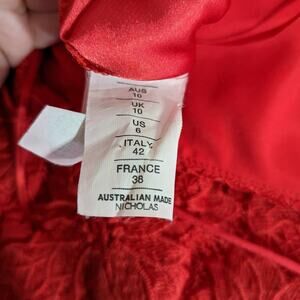 AUS
10
UK
10
US
6
ITALY
42
FRANCE
38
AUSTRALIAN MADE
NICHOLAS